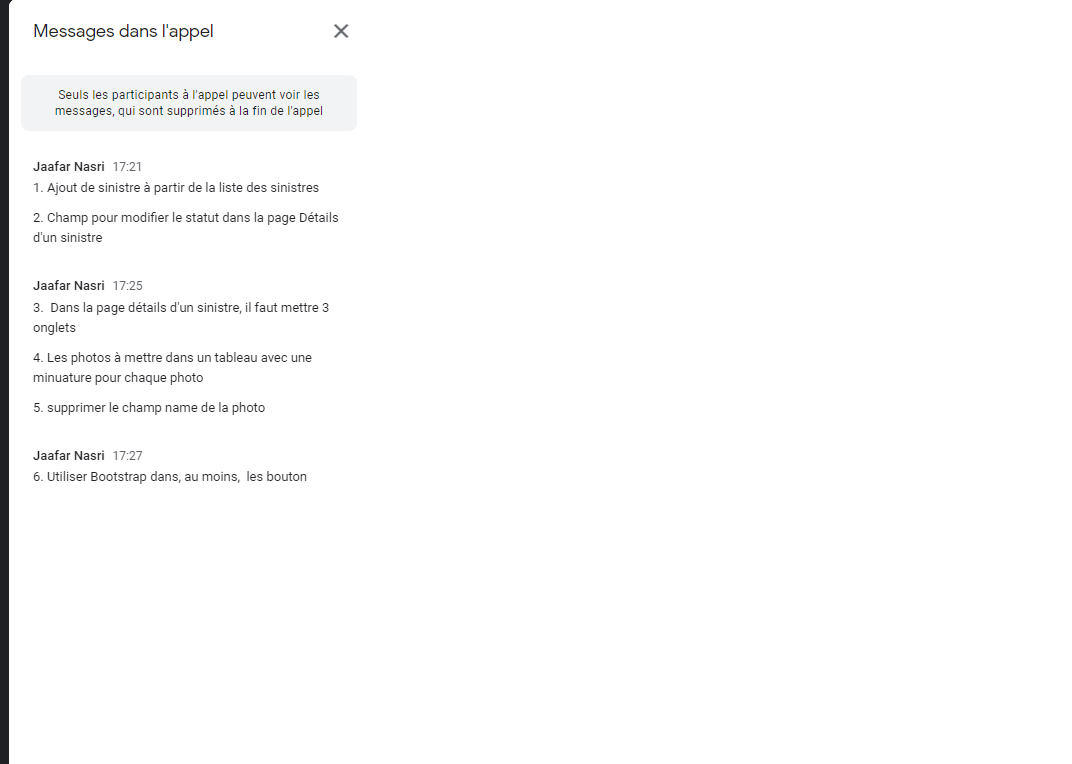 Messages dans l'appel
Seuls les participants à l'appel peuvent voir les
messages, qui sont supprimés à la fin de l'appel
Jaafar Nasri 17:21
1. Ajout de sinistre à partir de la liste des sinistres
2. Champ pour modifier le statut dans la page Détails
d'un sinistre
Jaafar Nasri 17:25
3.  Dans la page détails d'un sinistre, il faut mettre 3
onglets
4. Les photos à mettre dans un tableau avec une
minuature pour chaque photo
5. supprimer le champ name de la photo
Jaafar Nasri 17:27
6. Utiliser Bootstrap dans, au moins,  les bouton